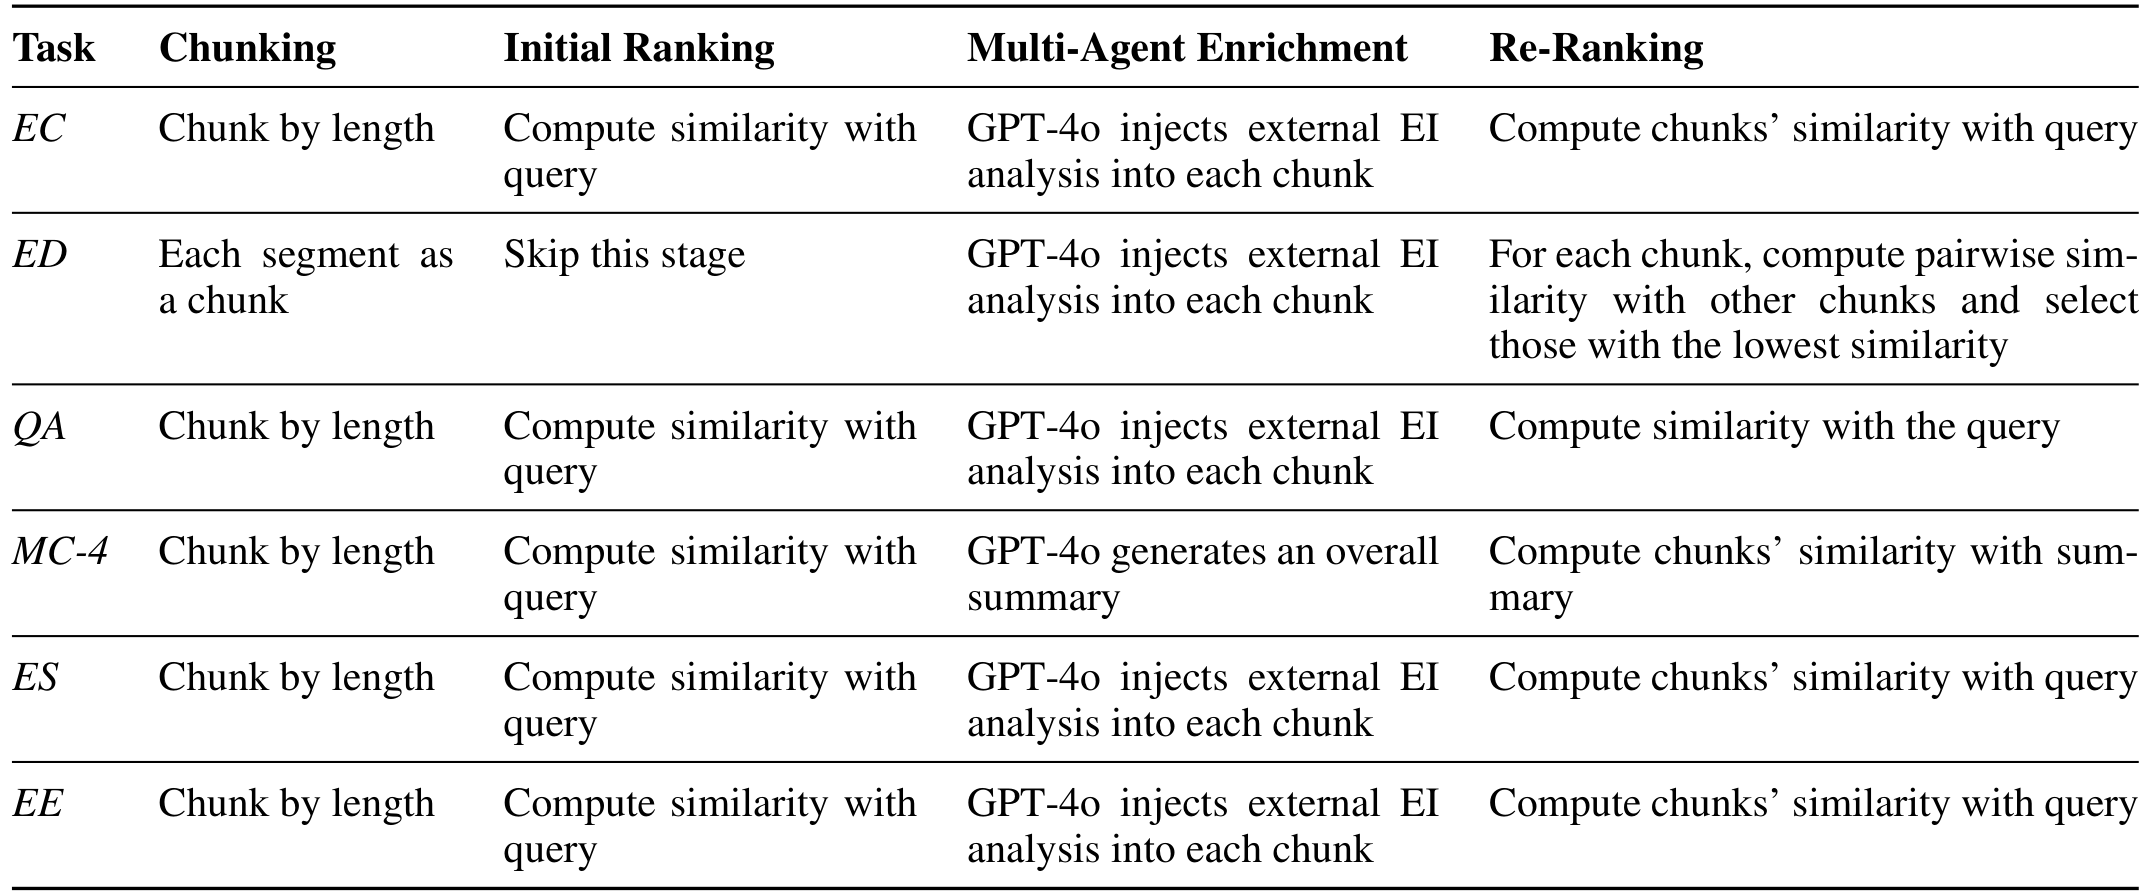 Task Chunking Initial Ranking Multi-Agent Enrichment Re-Ranking
EC Chunk by length Compute similarity with GPT-4o injects external EI Compute chunks’ similarity with query
query analysis into each chunk
ED Each segment as Skip this stage GPT-4o injects external EI For each chunk, compute pairwise sim-
a chunk analysis into each chunk ilarity with other chunks and select
those with the lowest similarity
QA Chunk by length Compute similarity with GPT-4o injects external EI Compute similarity with the query
query analysis into each chunk
MC-4 Chunk by length Compute similarity with GPT-4o generates an overall Compute chunks’ similarity with sum-
query summary mary
ES Chunk by length Compute similarity with GPT-4o injects external EI Compute chunks’ similarity with query
query analysis into each chunk
EE Chunk by length Compute similarity with GPT-4o injects external EI Compute chunks’ similarity with query
query analysis into each chunk